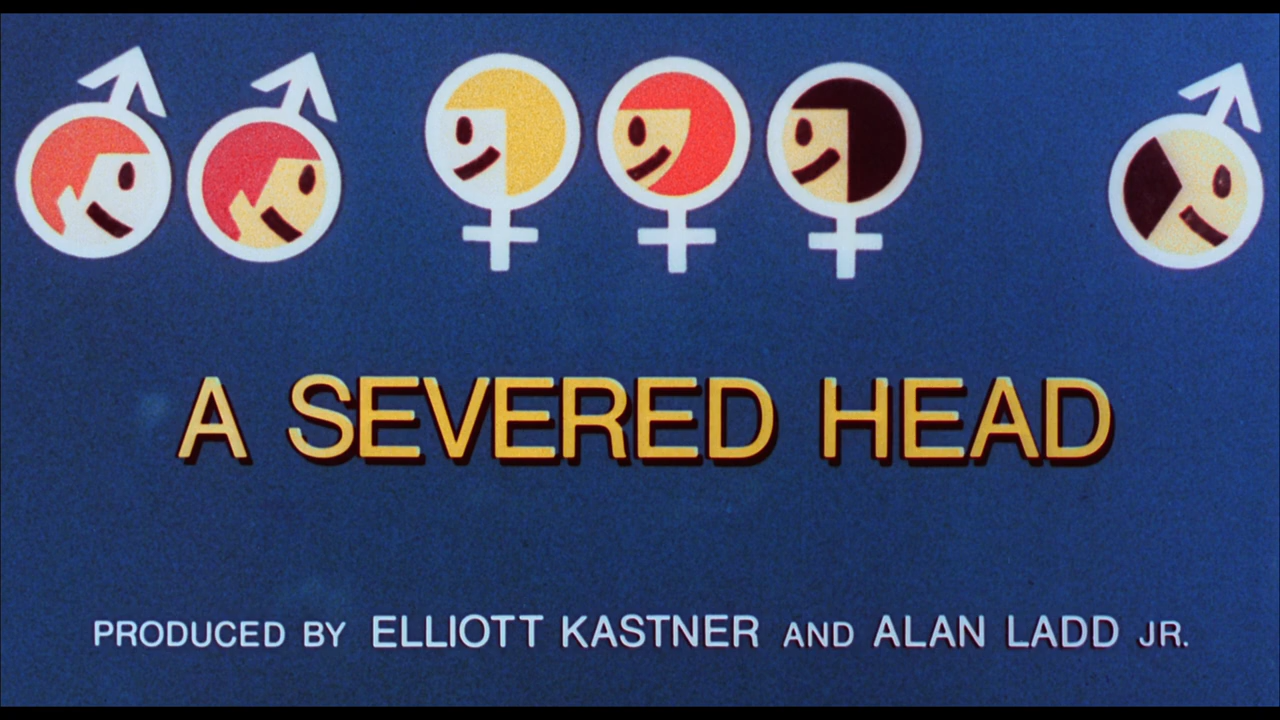 A SEVERED HEAD
PRODUCED BY ELLIOTT KASTNER AND ALAN LADD JR.